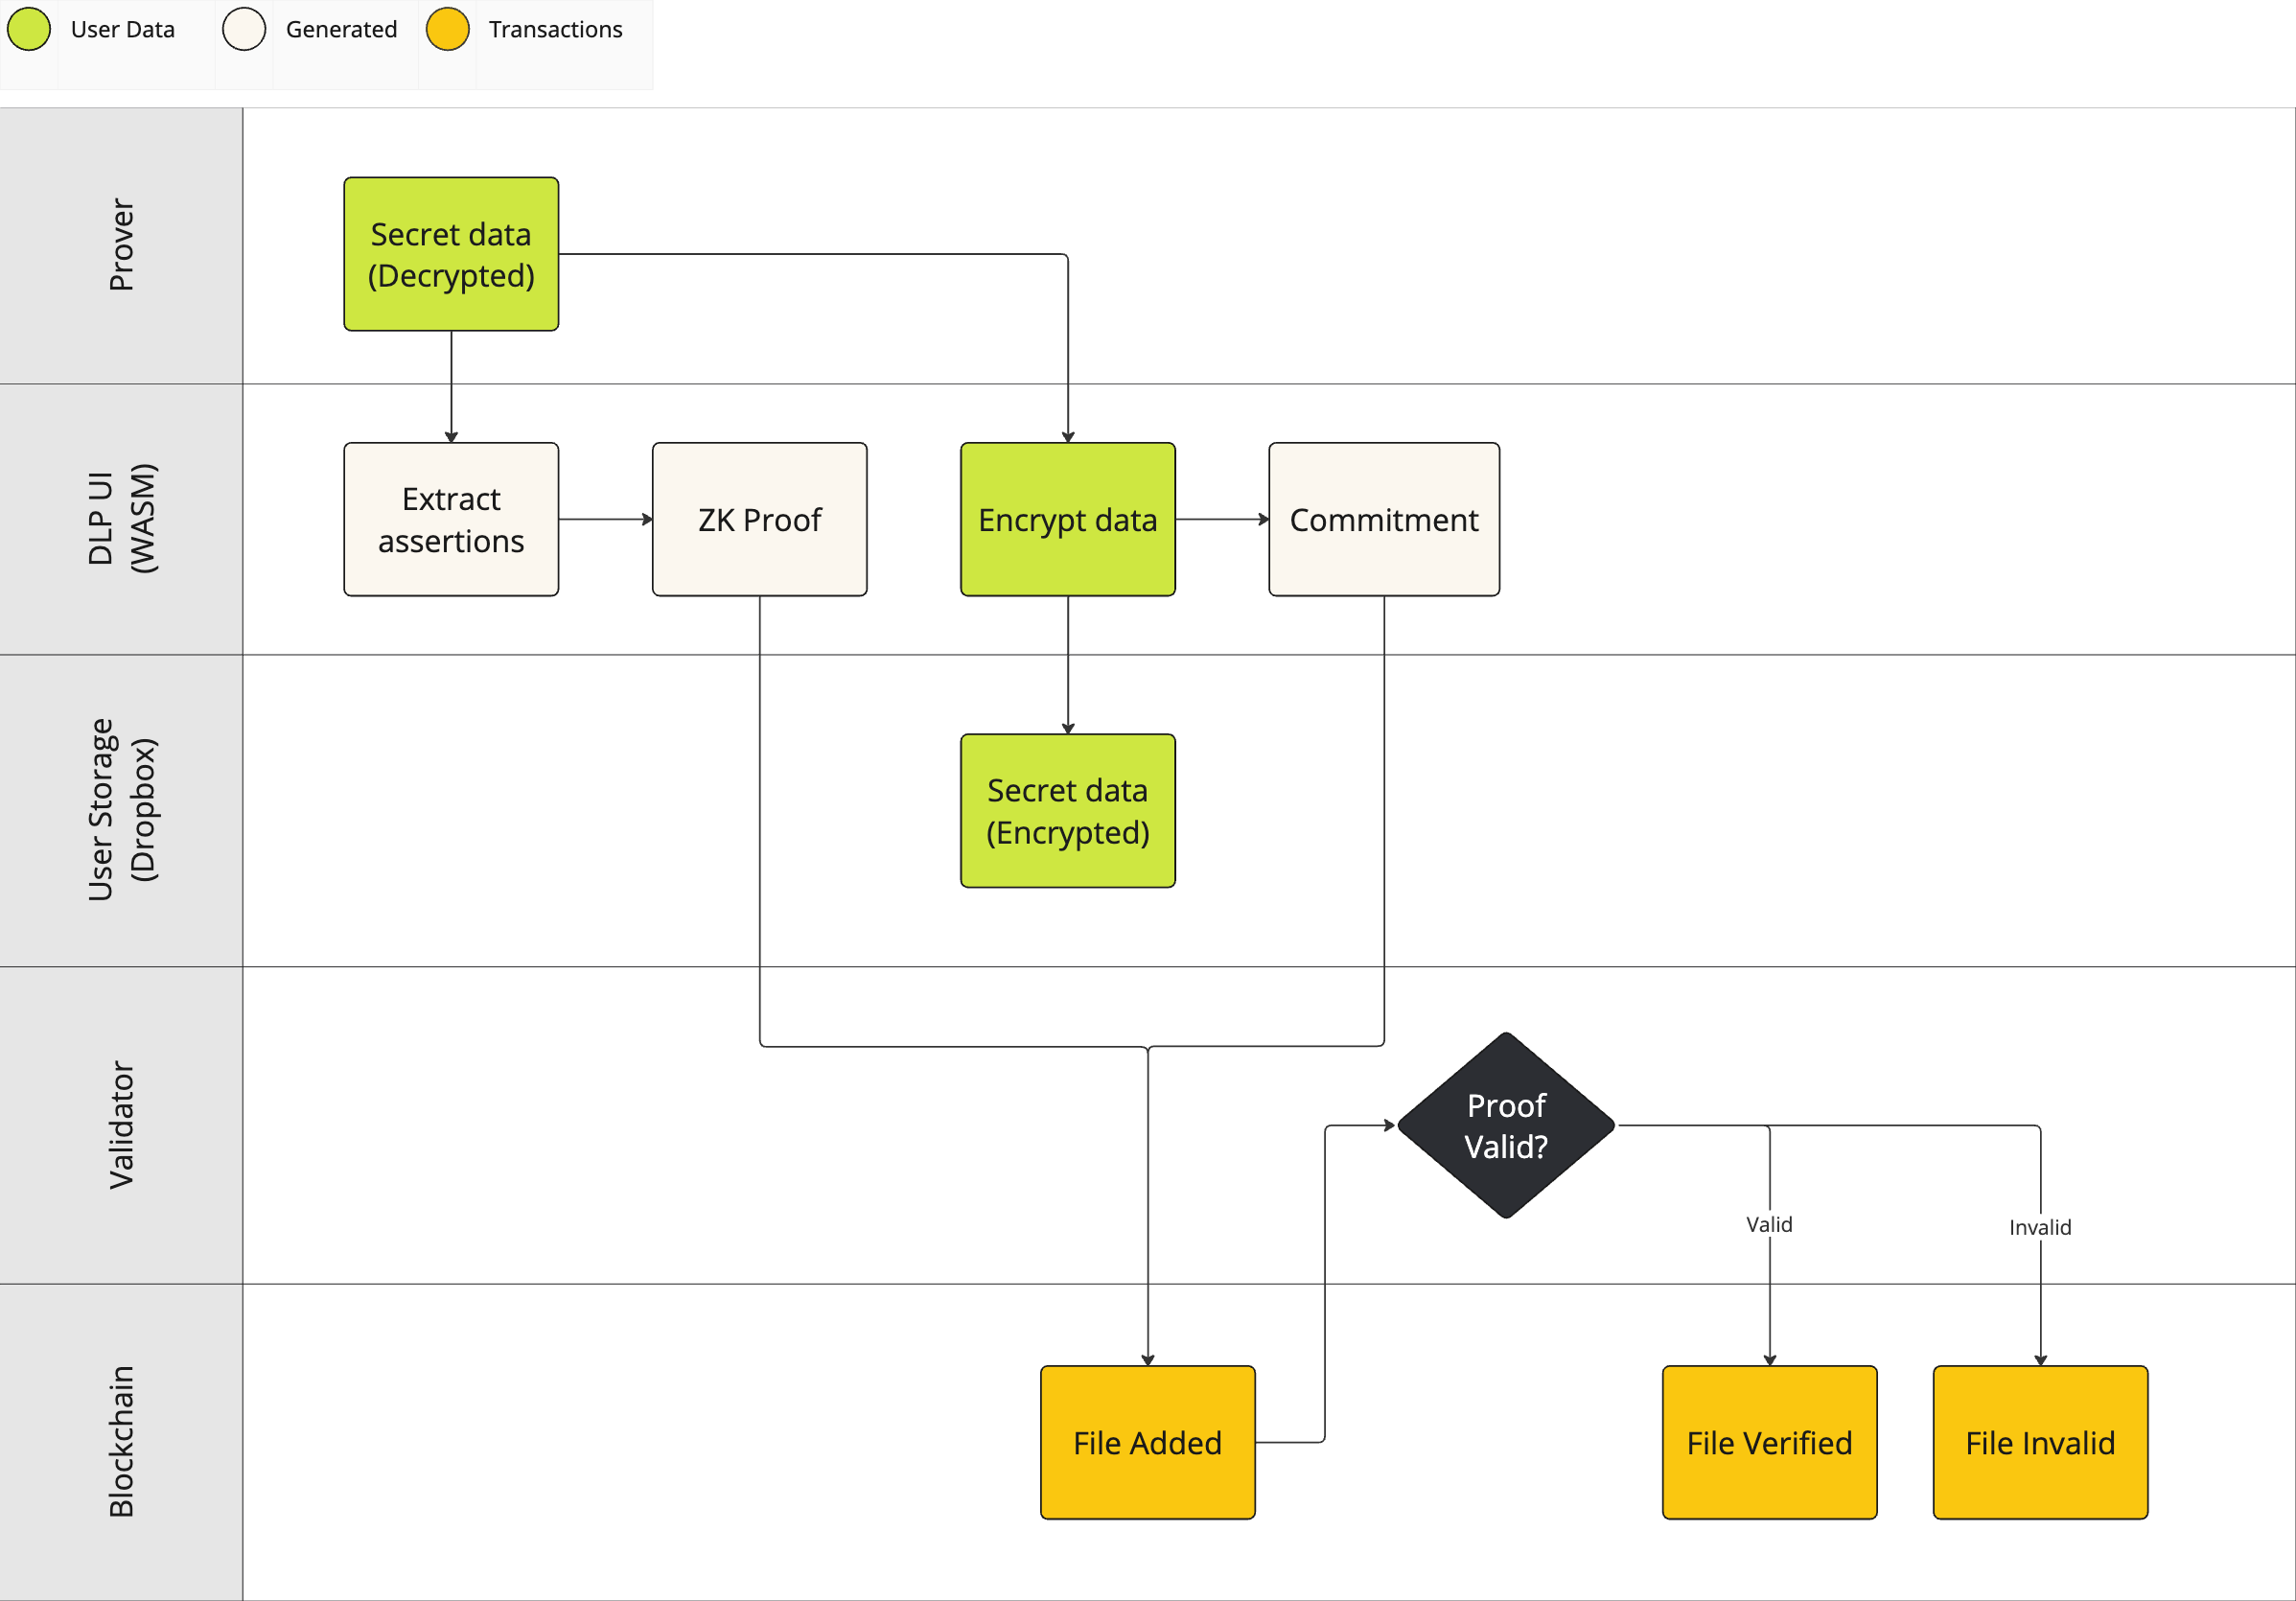 User Data
Generated
Transactions
Prover
Secret data
(Decrypted)
DLP UI
(WASM)
Extract
assertions
ZK Proof
Encrypt data
Commitment
User Storage
(Dropbox)
Secret data
(Encrypted)
Validator
Proof
Valid?
Valid
Invalid
Blockchain
File Added
File Verified
File Invalid